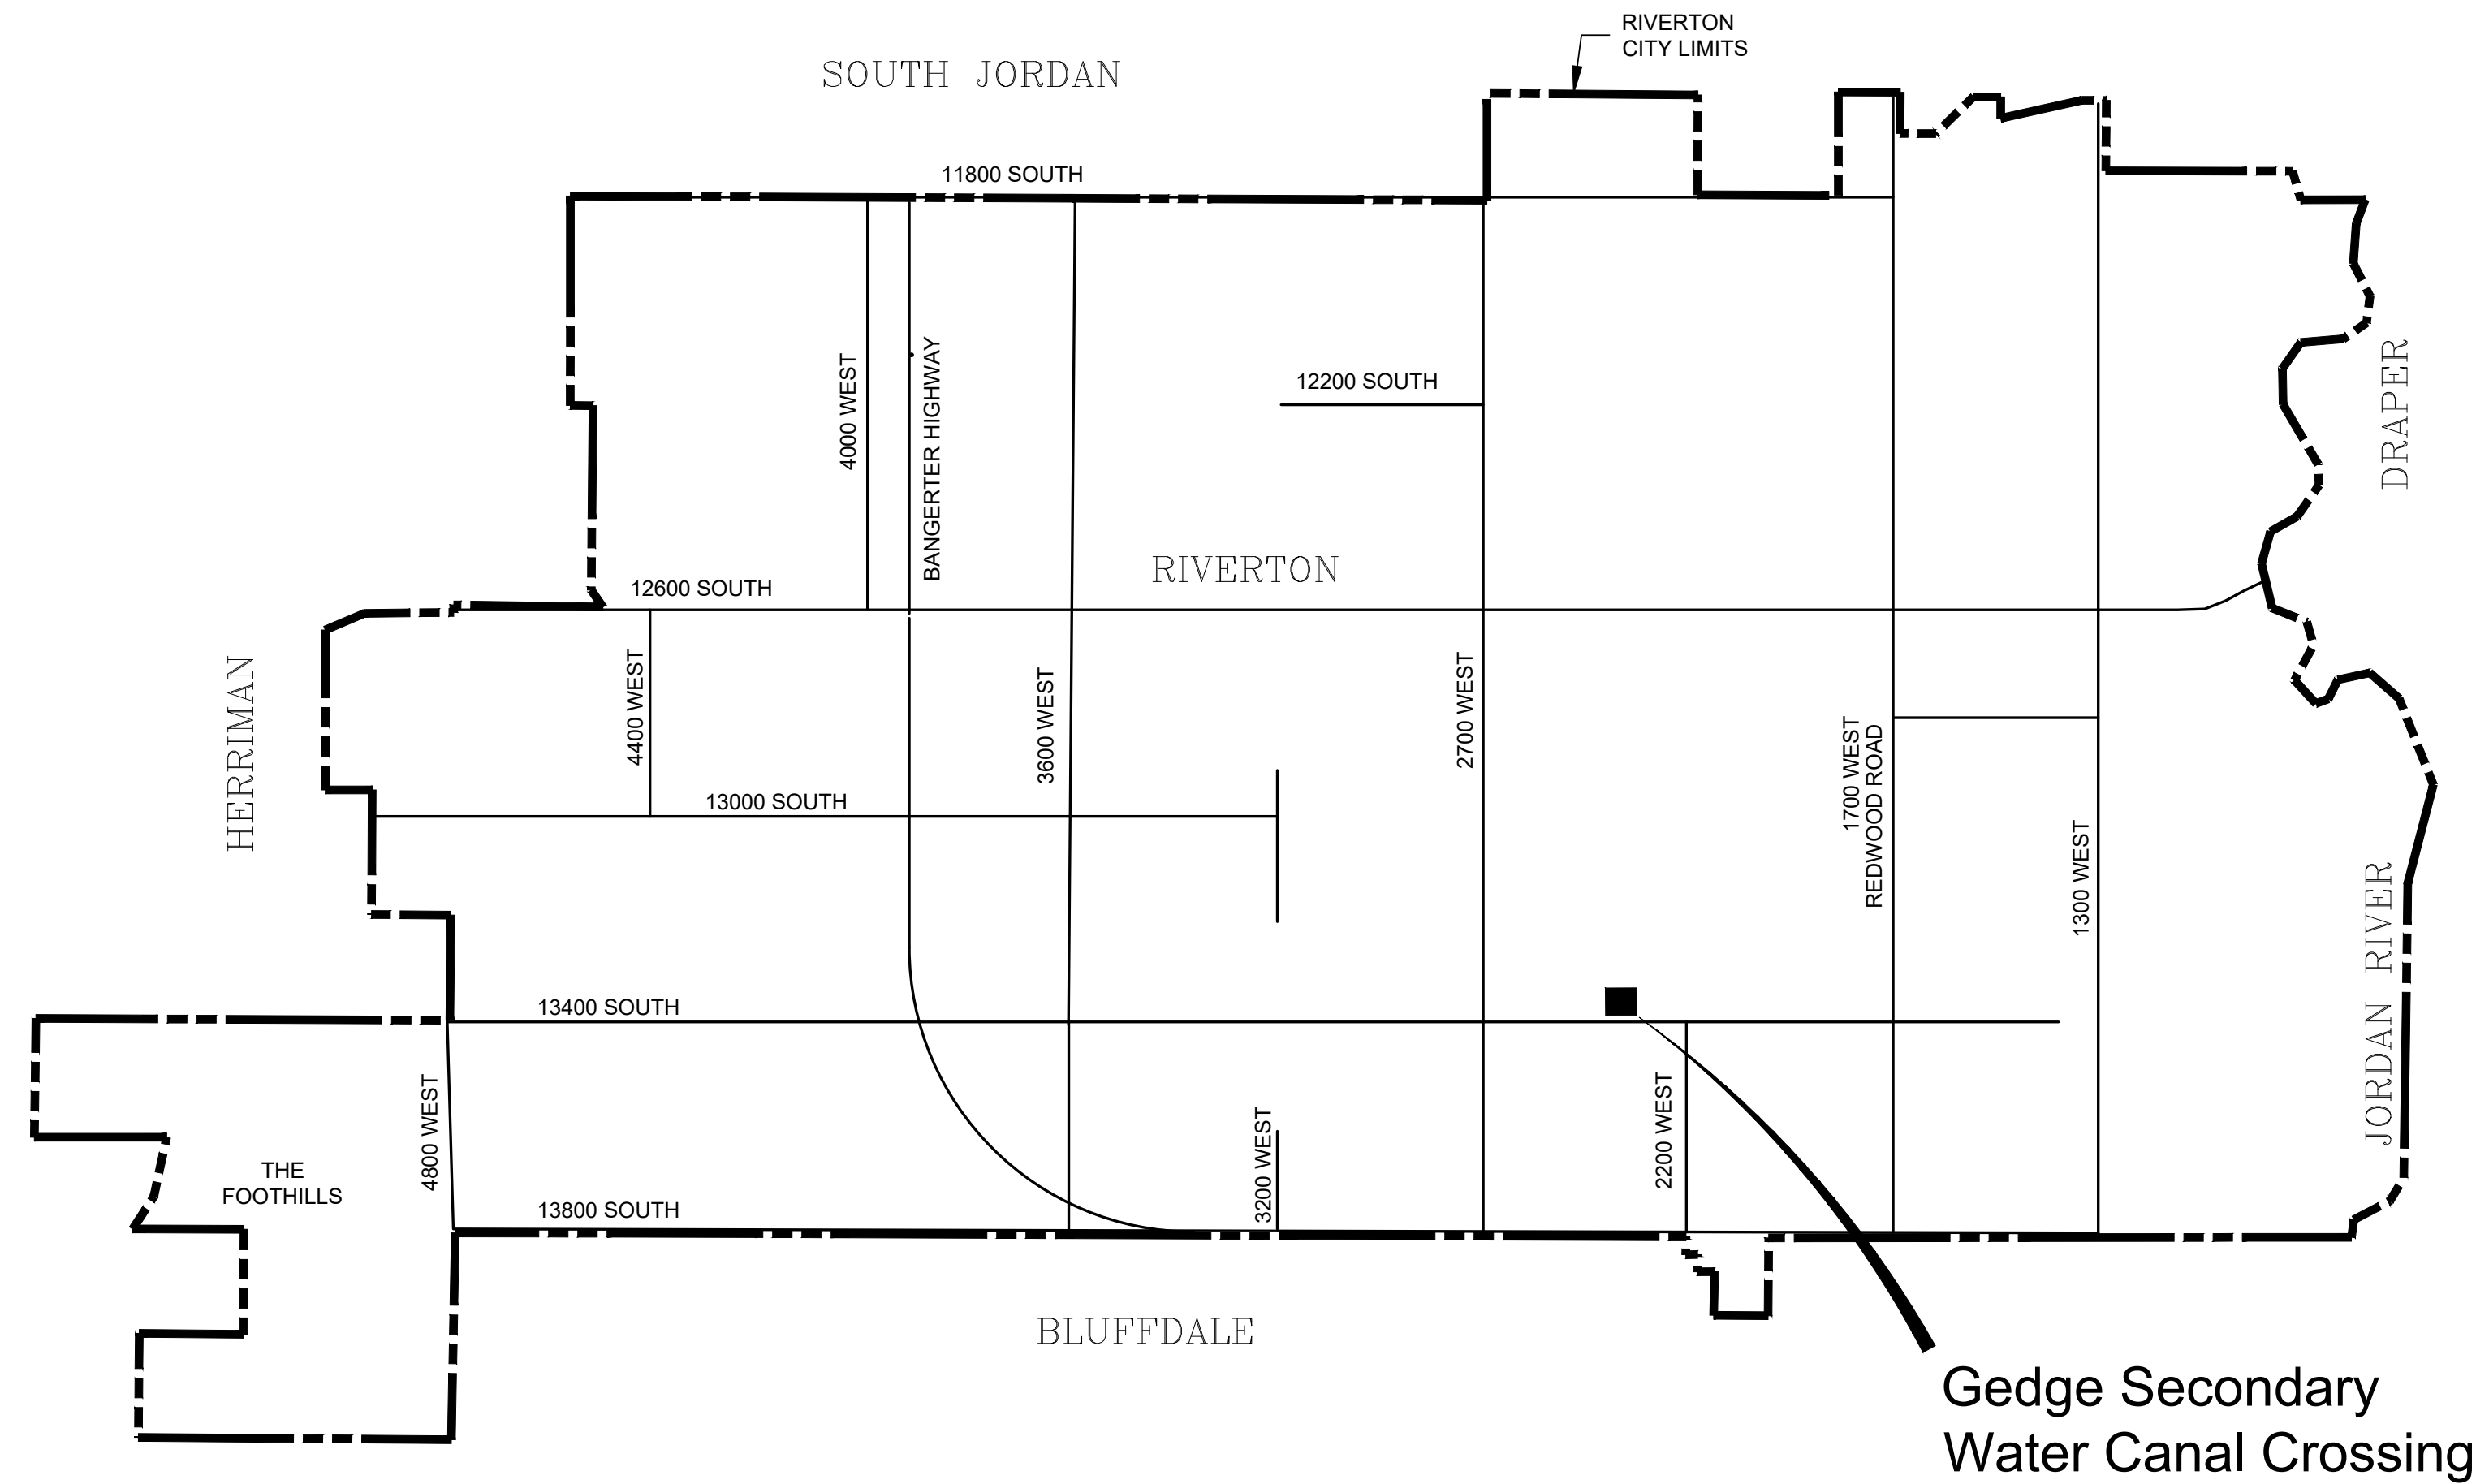 RIVERTON
CITY LIMITS
SOUTH JORDAN
11800 SOUTH
4000 WEST
BANGERTER HIGHWAY
12200 SOUTH
DRAPER
RIVERTON
12600 SOUTH
HERRIMAN
4400 WEST
3600 WEST
2700 WEST
1700 WEST
REDWOOD ROAD
1300 WEST
13000 SOUTH
JORDAN RIVER
13400 SOUTH
4800 WEST
THE
FOOTHILLS
3200 WEST
2200 WEST
13800 SOUTH
BLUFFDALE
Gedge Secondary
Water Canal Crossing